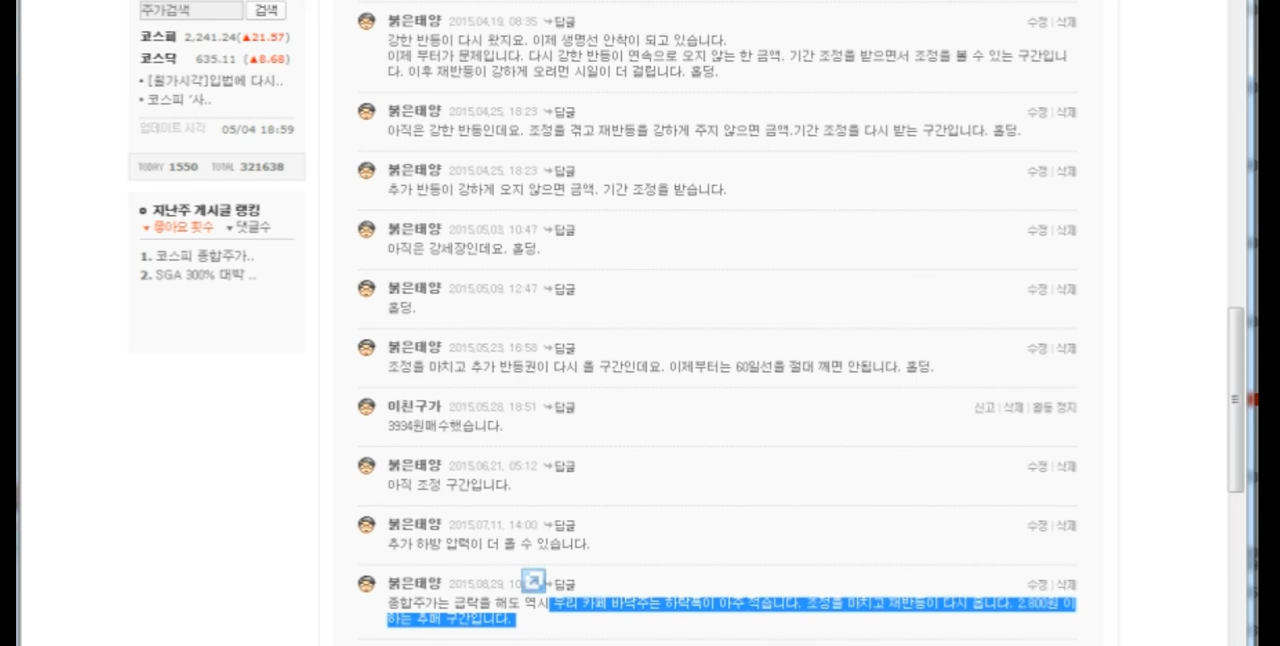 주가검색 검색
코스피 2,241.24(▲21.57)
코스닥 635.11 (▲8.68)
• [휠가시각]입법에 다시..
• 코스피 '사..
업데이트 시각 05/04 18:59
TODAY 1550 TOTAL 321638
지난주 게시글 랭킹
▼ 좋아요 횟수 ▼ 댓글수
1. 코스피 종합주가..
2. SGA 300% 대박 ..
붉은태양 2015.04.19. 08:35 답글 수정 | 삭제
강한 반등이 다시 왔지요. 이제 생명선 안착이 되고 있습니다.
이제 부터가 문제입니다. 다시 강한 반등이 연속으로 오지 않는 한 금액. 기간 조정을 받으면서 조정을 볼 수 있는 구간입니
다. 이후 재반등이 강하게 오려면 시일이 더 걸립니다. 홀딩.
붉은태양 2015.04.25. 18:23 답글 수정 | 삭제
아직은 강한 반등인데요. 조정을 겪고 재반등을 강하게 주지 않으면 금액.기간 조정을 다시 받는 구간입니다. 홀딩.
붉은태양 2015.04.25. 18:23 답글 수정 | 삭제
추가 반등이 강하게 오지 않으면 금액. 기간 조정을 받습니다.
붉은태양 2015.05.03. 10:47 답글 수정 | 삭제
아직은 강세장인데요. 홀딩.
붉은태양 2015.05.09. 12:47 답글 수정 | 삭제
홀딩.
붉은태양 2015.05.23. 16:58 답글 수정 | 삭제
조정을 마치고 추가 반등권이 다시 올 구간인데요. 이제부터는 60일선을 절대 깨면 안됩니다. 홀딩.
미친구가 2015.05.28. 18:51 답글 신고 | 삭제 | 활동 정지
3934원매수했습니다.
붉은태양 2015.06.21. 05:12 답글 수정 | 삭제
아직 조정 구간입니다.
붉은태양 2015.07.11. 14:00 답글 수정 | 삭제
추가 하방 압력이 더 올 수 있습니다.
붉은태양 2015.08.29. 10 답글 수정 | 삭제
종합주가는 급락을 해도 역시 우리 카페 바닥주는 하락폭이 아주 적습니다. 조정을 마치고 재반등이 다시 옵니다. 2.800원 이
하는 추매 구간입니다.